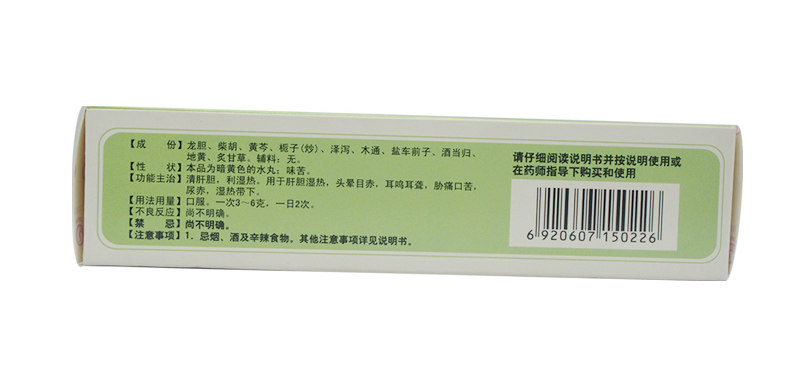 【成　份】龙胆、柴胡、黄芩、栀子(炒)、泽泻、木通、盐车前子、酒当归、
地黄、炙甘草。辅料：无。
【性　状】本品为暗黄色的水丸；味苦。
【功能主治】清肝胆，利湿热。用于肝胆湿热，头晕目赤，耳鸣耳聋，胁痛口苦，
尿赤，湿热带下。
【用法用量】口服。一次3～6克，一日2次。
【不良反应】尚不明确。
【禁　忌】尚不明确。
【注意事项】1．忌烟、酒及辛辣食物。其他注意事项详见说明书。
请仔细阅读说明书并按说明使用或
在药师指导下购买和使用
6 920607 150226